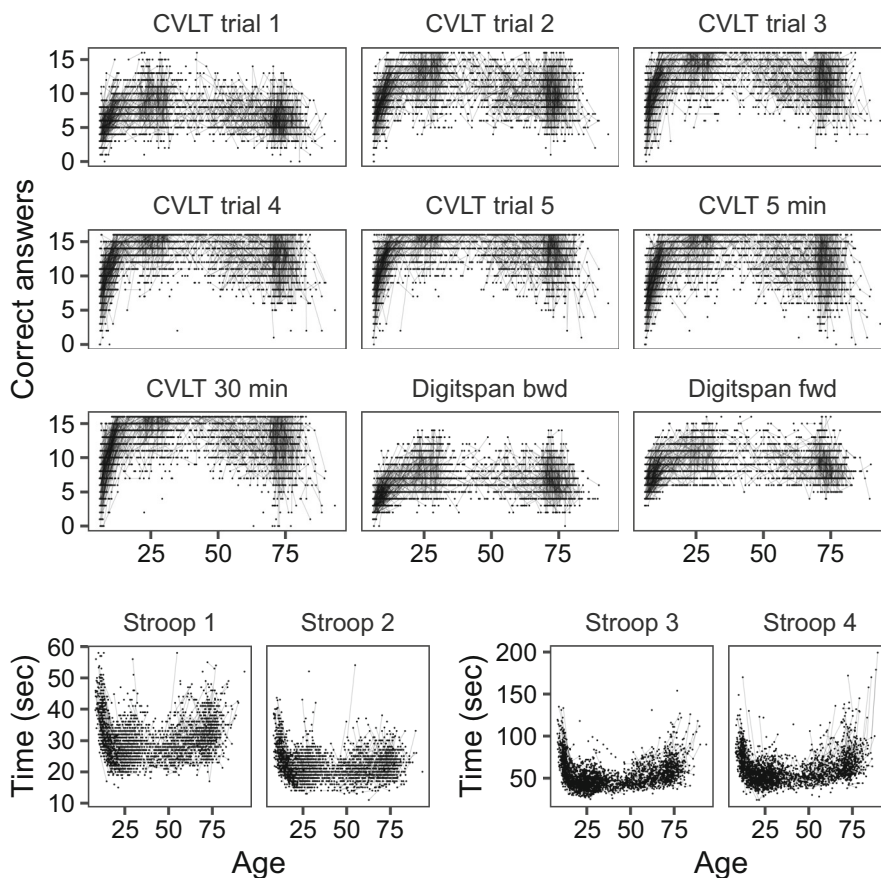 CVLT trial 1 CVLT trial 2 CVLT trial 3
15
10
5
0
CVLT trial 4 CVLT trial 5 CVLT 5 min
Correct answers
15
10
5
0
CVLT 30 min Digitspan bwd Digitspan fwd
15
10
5
0
25 50 75 25 50 75 25 50 75
Stroop 1 Stroop 2 Stroop 3 Stroop 4
Time (sec)
60
50
40
30
20
10
Time (sec)
200
150
100
50
25 50 75 25 50 75 25 50 75 25 50 75
Age Age